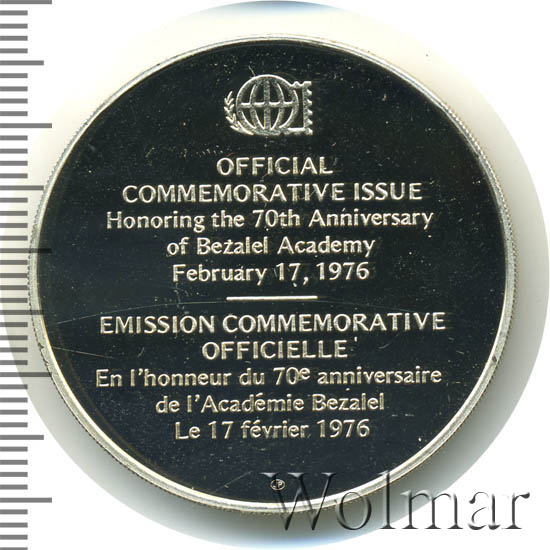 OFFICIAL
COMMEMORATIVE ISSUE
Honoring the 70th Anniversary
of Bezalel Academy
February 17, 1976
EMISSION COMMEMORATIVE
OFFICIELLE
En l'honneur du 70e anniversaire
de l'Académie Bezalel
Le 17 février 1976
Wolmar